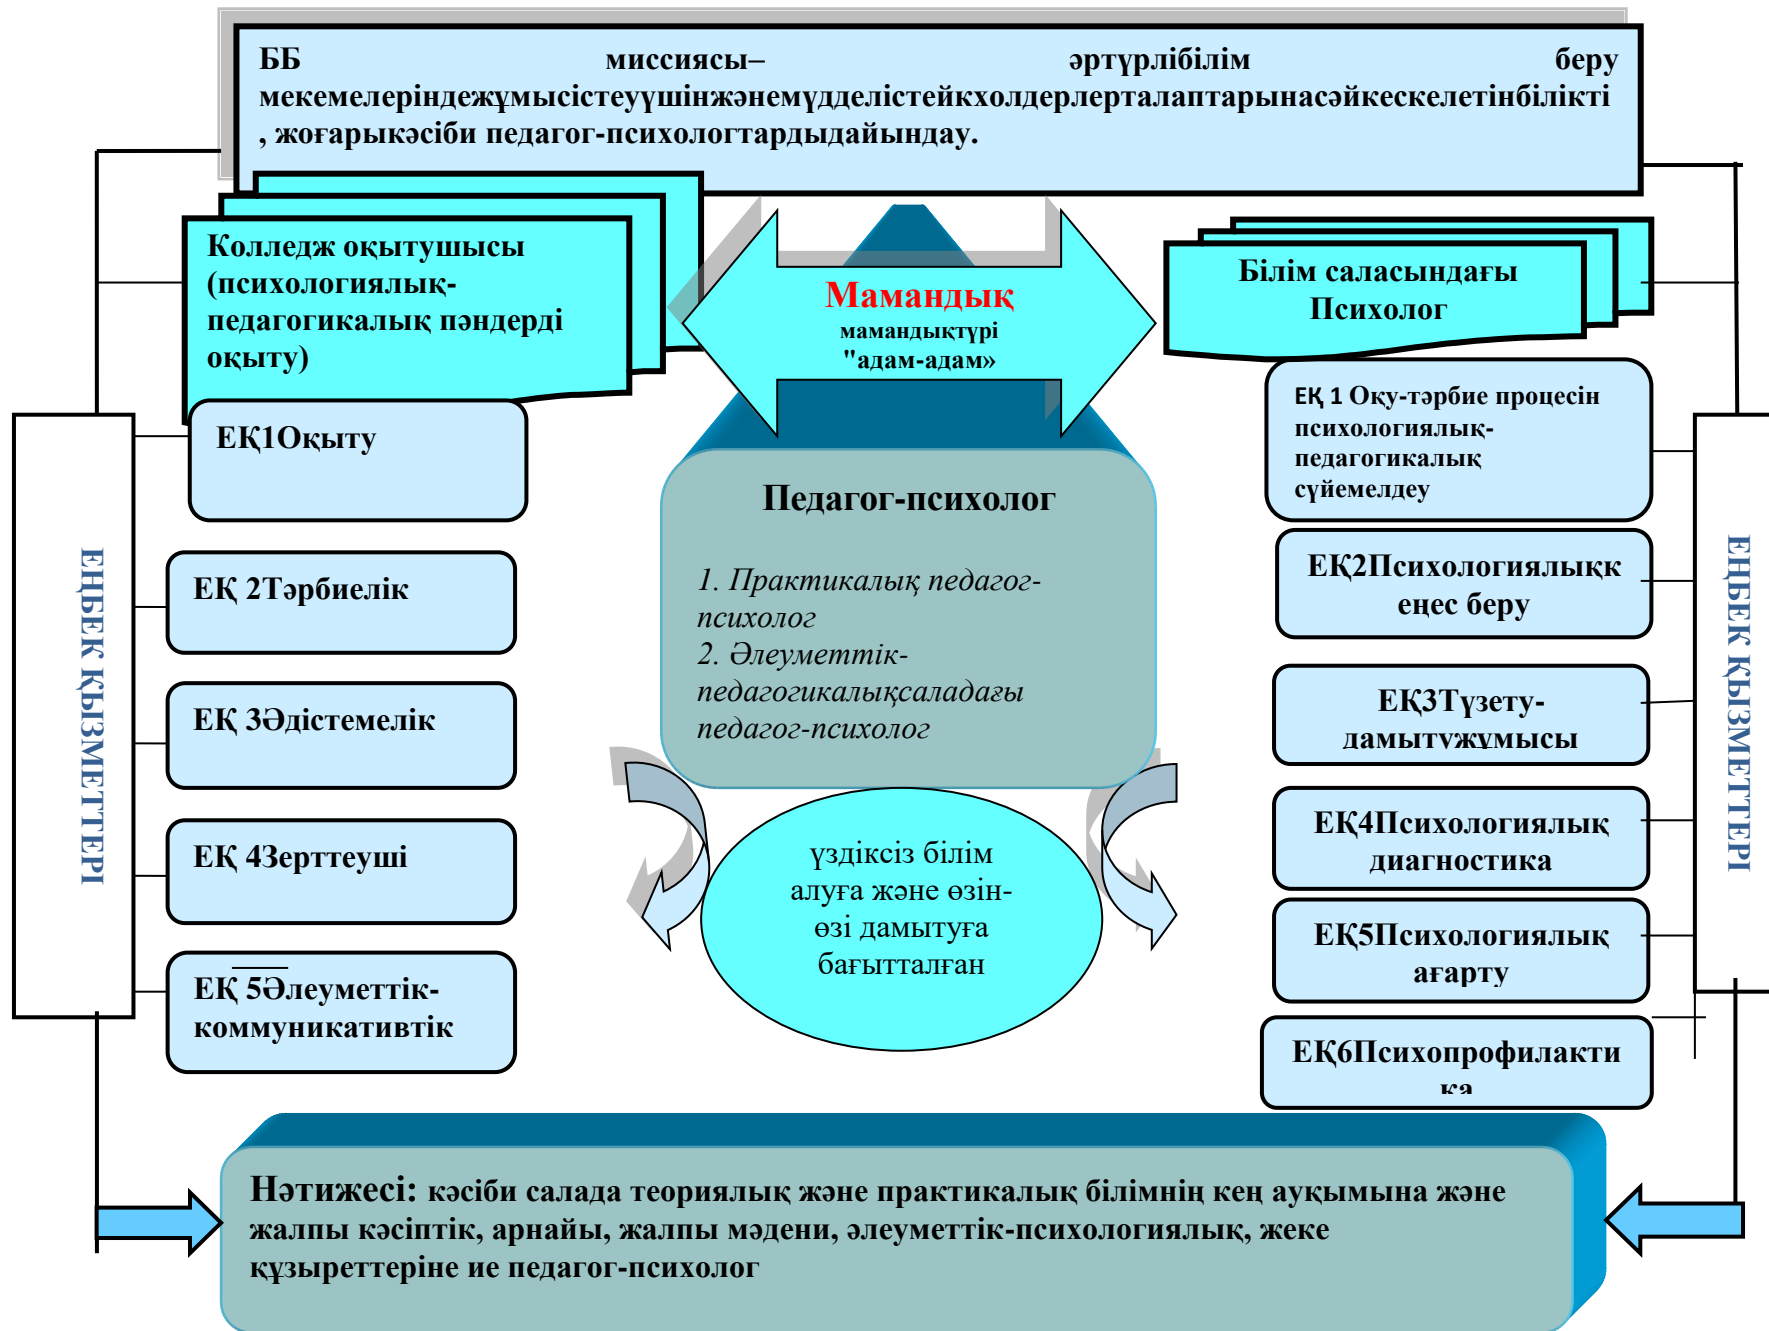 ББ миссиясы– әртүрлібілім беру
мекемелеріндежұмысістеуүшінжәнемүдделістейкхолдерлерталаптарынасәйкескелетінбілікті
, жоғарыкәсіби педагог-психологтардыдайындау.
Колледж оқытушысы
(психологиялық-
педагогикалық пәндерді
оқыту)
Мамандық
мамандықтүрі
"адам-адам»
Білім саласындағы
Психолог
ЕҢБЕК ҚЫЗМЕТТЕРІ
ЕҚ1Оқыту
ЕҚ 2Тәрбиелік
ЕҚ 3Әдістемелік
ЕҚ 4Зерттеуші
ЕҚ 5Әлеуметтік-
коммуникативтік
Педагог-психолог
1. Практикалық педагог-
психолог
2. Әлеуметтік-
педагогикалықсаладағы
педагог-психолог
үздіксіз білім
алуға және өзін-
өзі дамытуға
бағытталған
ЕҚ 1 Оқу-тәрбие процесін
психологиялық-
педагогикалық
сүйемелдеу
ЕҚ2Психологиялықк
еңес беру
ЕҚ3Түзету-
дамытужұмысы
ЕҚ4Психологиялық
диагностика
ЕҚ5Психологиялық
ағарту
ЕҚ6Психопрофилакти
ка
ЕҢБЕК ҚЫЗМЕТТЕРІ
Нәтижесі: кәсіби салада теориялық және практикалық білімнің кең ауқымына және
жалпы кәсіптік, арнайы, жалпы мәдени, әлеуметтік-психологиялық, жеке
құзыреттеріне ие педагог-психолог